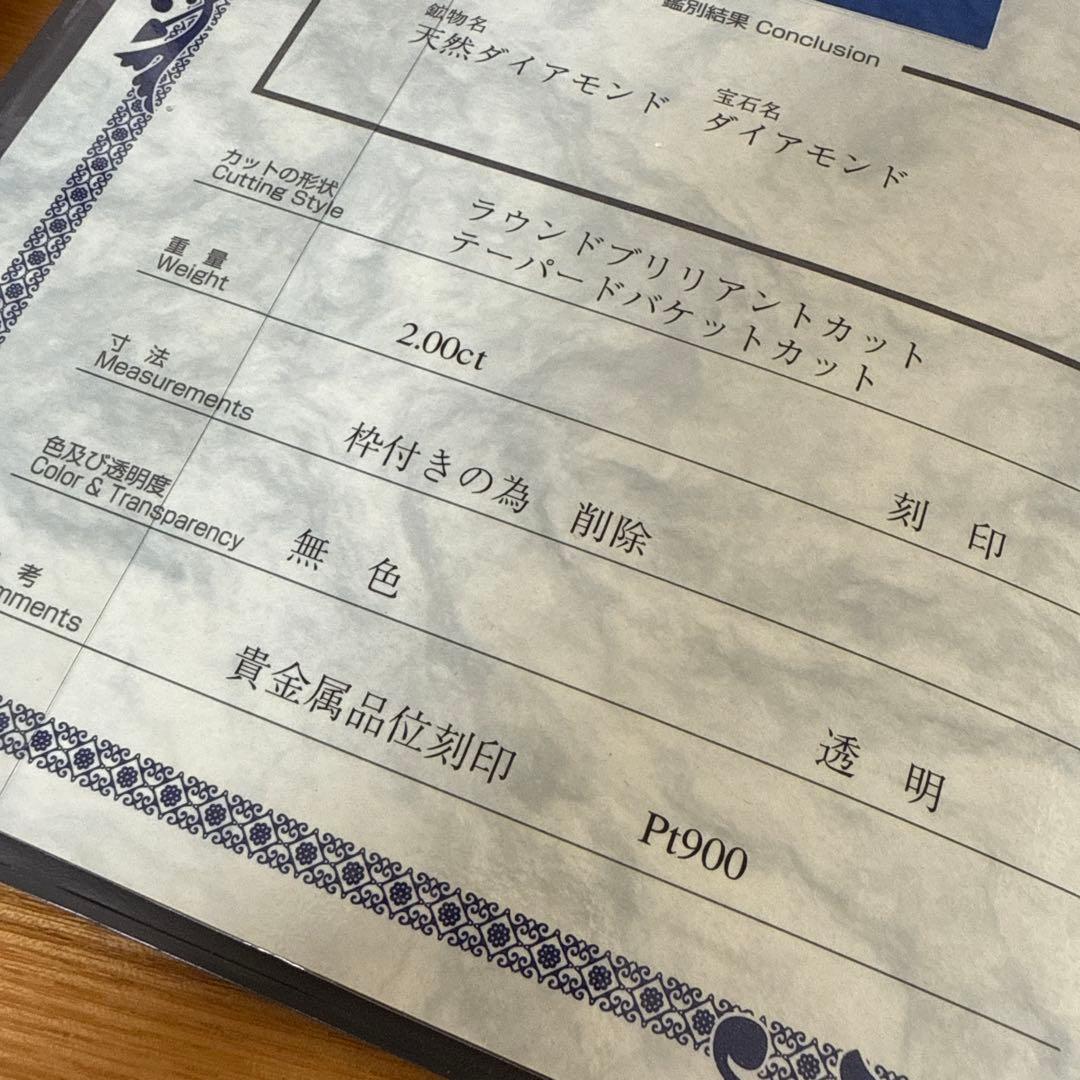 鑑別結果 Conclusion
鉱物名
天然ダイアモンド
宝石名
ダイアモンド
カットの形状
Cutting Style
ラウンドブリリアントカット
テーパードバケットカット
重量
Weight
2.00ct
刻印
寸法
Measurements
枠付きの為 削除
色及び透明度
Color & Transparency
無色
透明
考
mments
貴金属品位刻印
Pt900